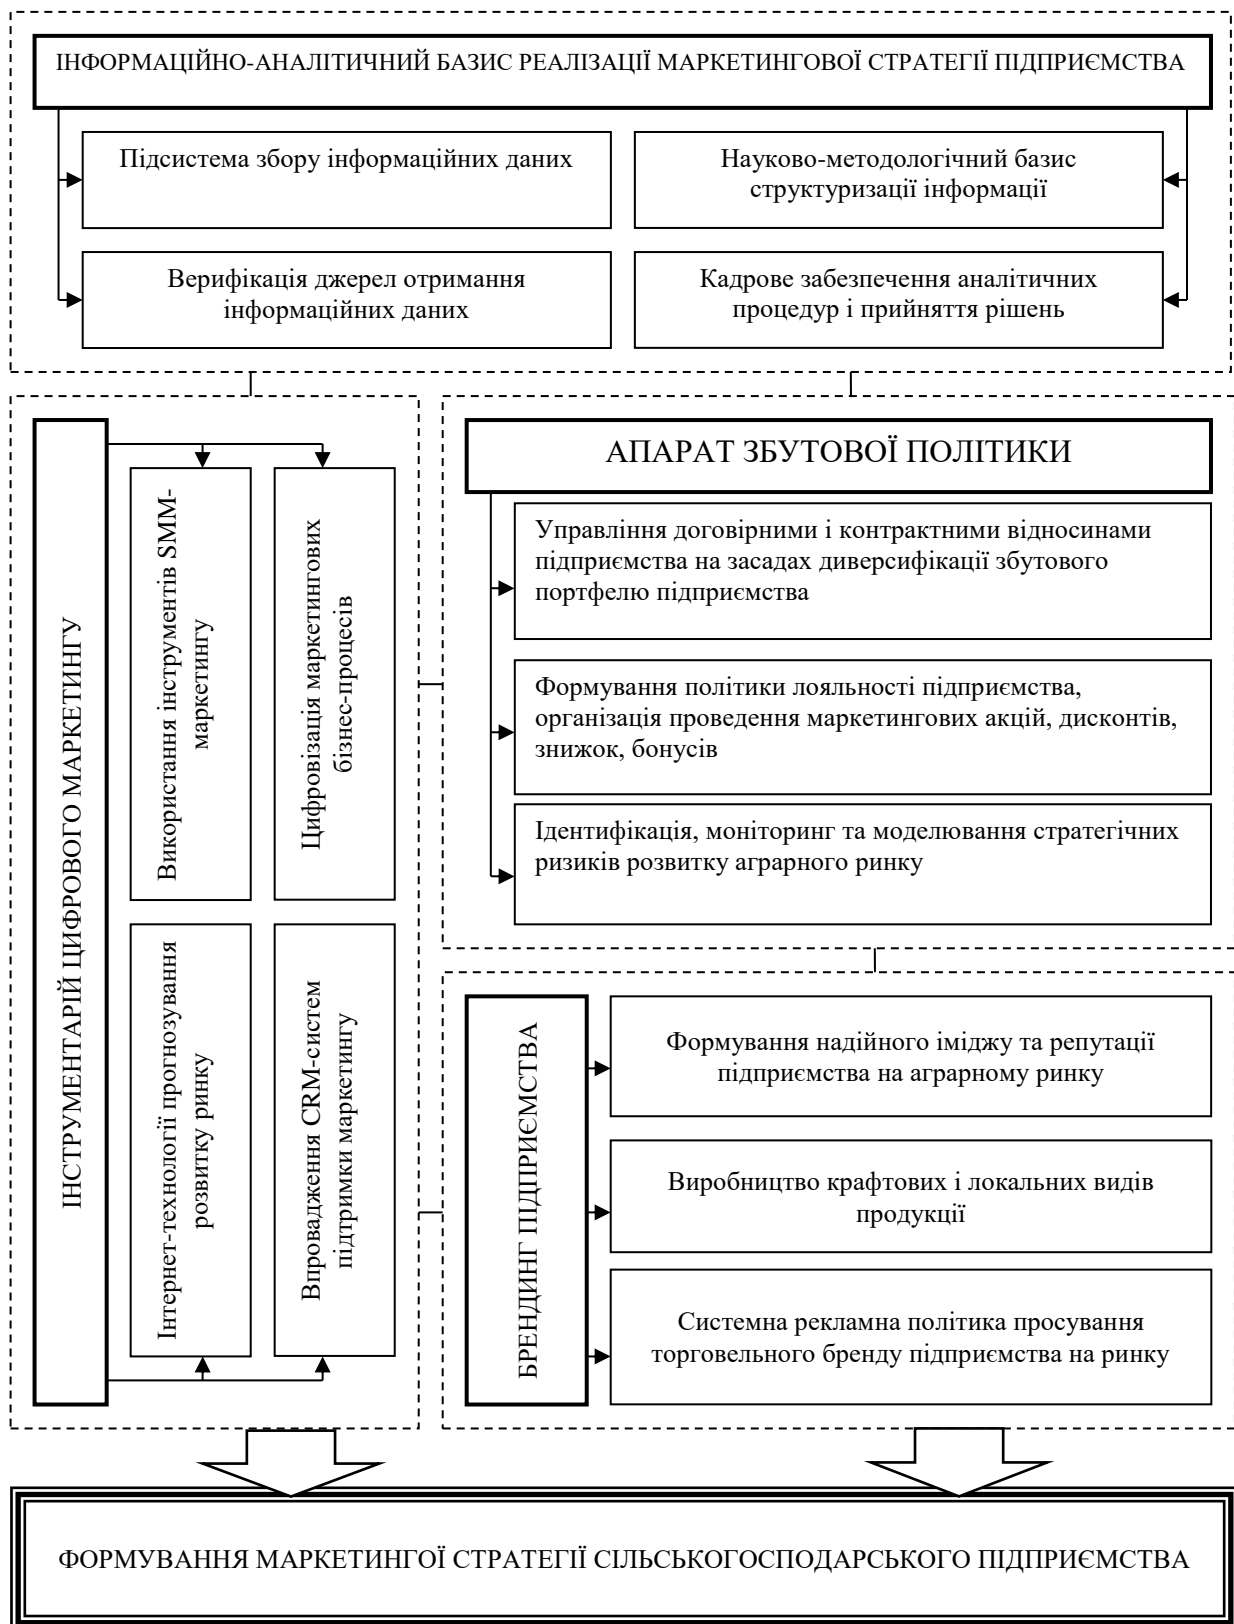 ІНФОРМАЦІЙНО-АНАЛІТИЧНИЙ БАЗИС РЕАЛІЗАЦІЇ МАРКЕТИНГОВОЇ СТРАТЕГІЇ ПІДПРИЄМСТВА
Підсистема збору інформаційних даних
Науково-методологічний базис
структуризації інформації
Верифікація джерел отримання
інформаційних даних
Кадрове забезпечення аналітичних
процедур і прийняття рішень
ІНСТРУМЕНТАРІЙ ЦИФРОВОГО МАРКЕТИНГУ
Використання інструментів SMM-
маркетингу
Цифровізація маркетингових
бізнес-процесів
Інтернет-технології прогнозування
розвитку ринку
Впровадження CRM-систем
підтримки маркетингу
АПАРАТ ЗБУТОВОЇ ПОЛІТИКИ
Управління договірними і контрактними відносинами
підприємства на засадах диверсифікації збутового
портфелю підприємства
Формування політики лояльності підприємства,
організація проведення маркетингових акцій, дисконтів,
знижок, бонусів
Ідентифікація, моніторинг та моделювання стратегічних
ризиків розвитку аграрного ринку
БРЕНДИНГ ПІДПРИЄМСТВА
Формування надійного іміджу та репутації
підприємства на аграрному ринку
Виробництво крафтових і локальних видів
продукції
Системна рекламна політика просування
торговельного бренду підприємства на ринку
ФОРМУВАННЯ МАРКЕТИНГОЇ СТРАТЕГІЇ СІЛЬСЬКОГОСПОДАРСЬКОГО ПІДПРИЄМСТВА